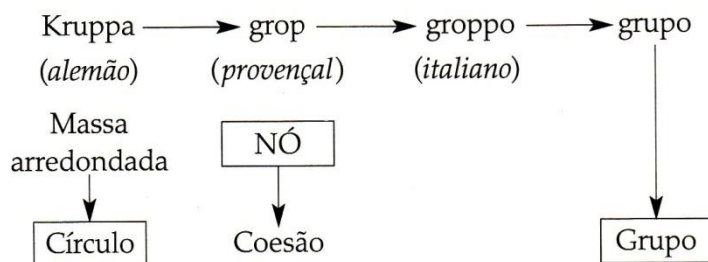 Kruppa grop groppo grupo
(alemão) (provençal) (italiano)
Massa
arredondada
NÓ
Círculo Coesão Grupo